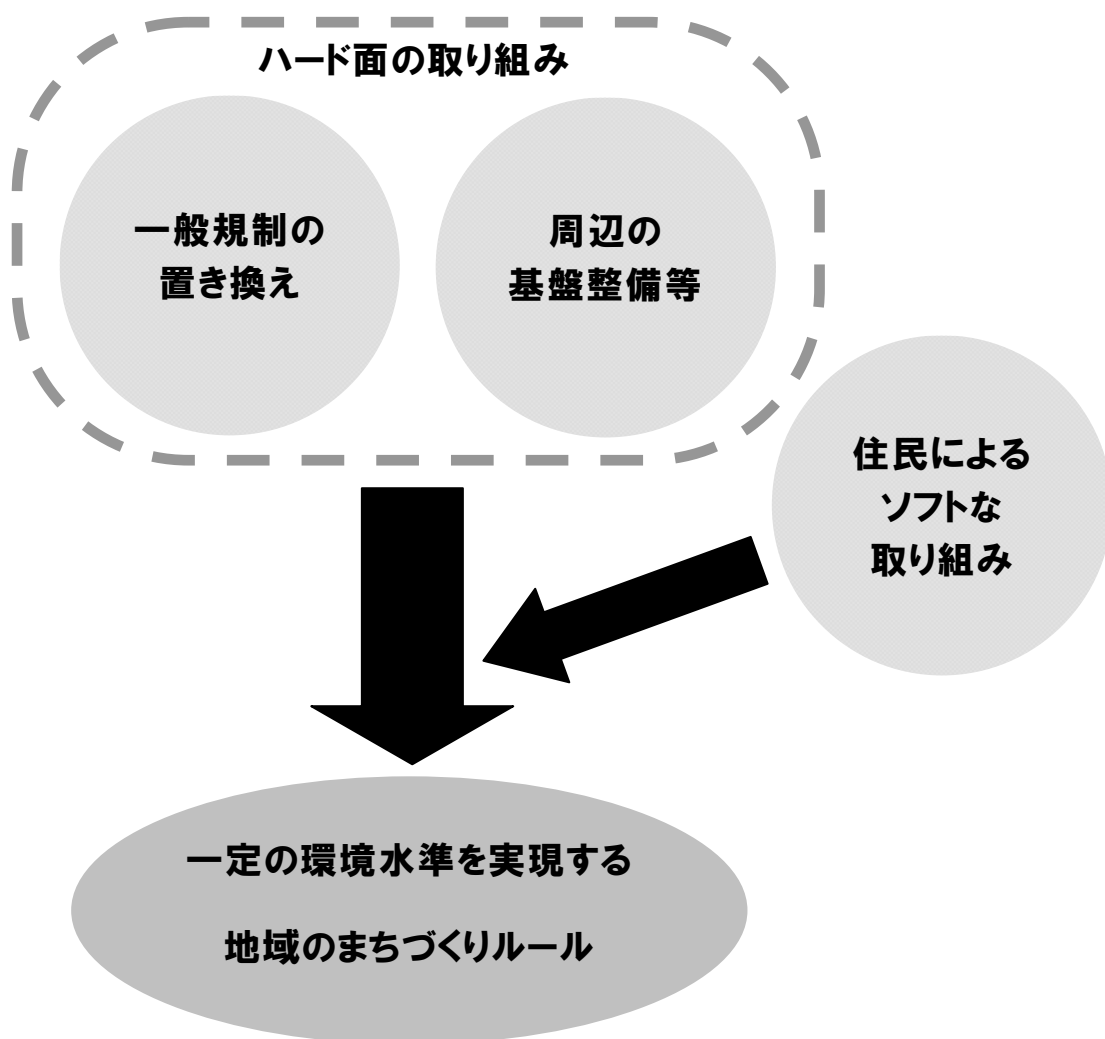 ハード面の取り組み
一般規制の
置き換え
周辺の
基盤整備等
住民による
ソフトな
取り組み
一定の環境水準を実現する
地域のまちづくりルール